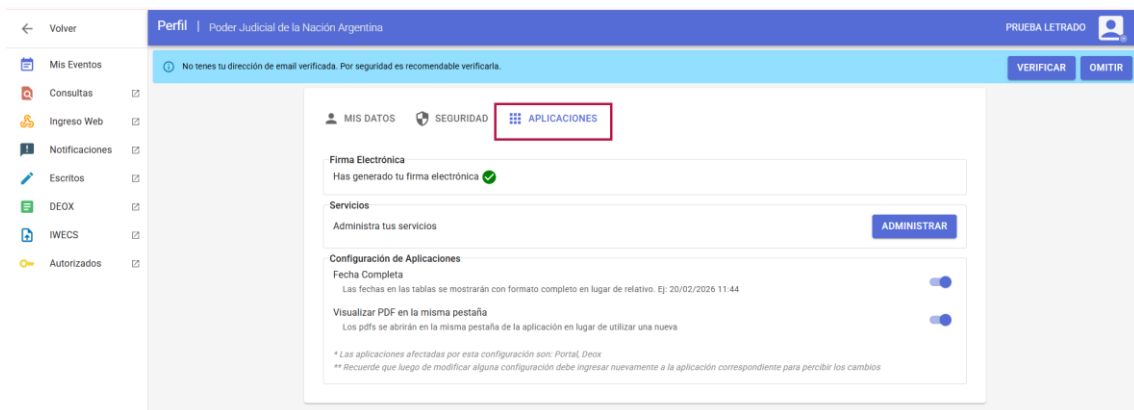 Volver
Perfil | Poder Judicial de la Nación Argentina
PRUEBA LETRADO
Mis Eventos
Consultas
Ingreso Web
Notificaciones
Escritos
DEOX
IWECS
Autorizados
No tenes tu dirección de email verificada. Por seguridad es recomendable verificarla.
VERIFICAR
OMITIR
MIS DATOS
SEGURIDAD
APLICACIONES
Firma Electrónica
Has generado tu firma electrónica
Servicios
Administra tus servicios
ADMINISTRAR
Configuración de Aplicaciones
Fecha Completa
Las fechas en las tablas se mostrarán con formato completo en lugar de relativo. Ej: 20/02/2026 11:44
Visualizar PDF en la misma pestaña
Los pdfs se abrirán en la misma pestaña de la aplicación en lugar de utilizar una nueva
* Las aplicaciones afectadas por esta configuración son: Portal, Deox
** Recuerde que luego de modificar alguna configuración debe ingresar nuevamente a la aplicación correspondiente para percibir los cambios